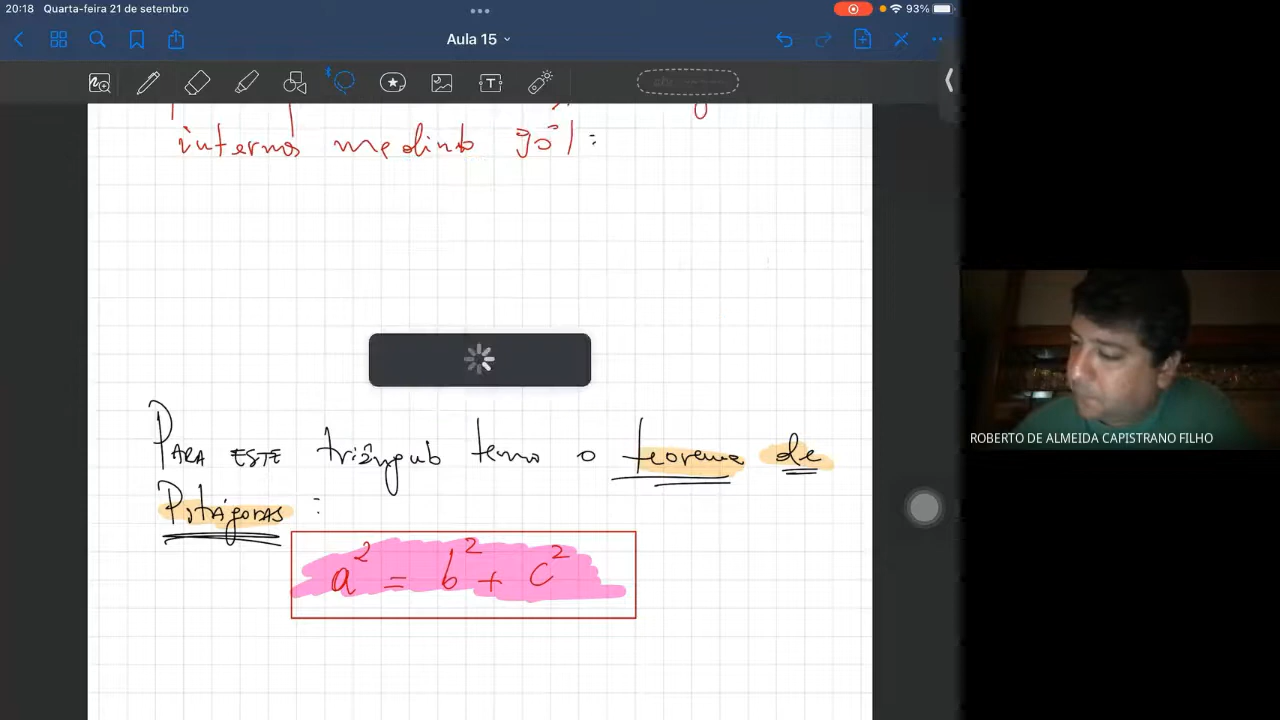 20:18 Quarta-feira 21 de setembro
93%
Aula 15
internos medindo 90°):
PARA ESTE triângulo temos o teorema de
Pitágoras :
a² = b² + c²
ROBERTO DE ALMEIDA CAPISTRANO FILHO